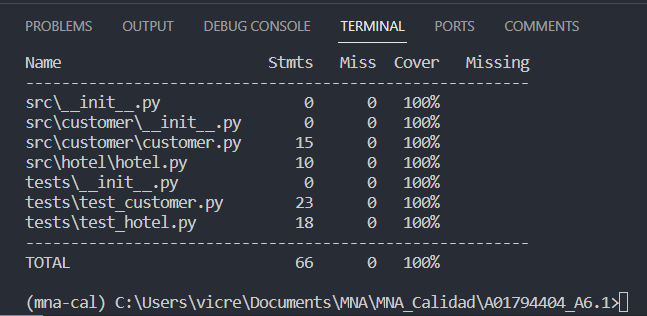 PROBLEMS OUTPUT DEBUG CONSOLE TERMINAL PORTS COMMENTS
Name Stmts Miss Cover Missing
-------------------------------------------------------
src\__init__.py 0 0 100%
src\customer\__init__.py 0 0 100%
src\customer\customer.py 15 0 100%
src\hotel\hotel.py 10 0 100%
tests\__init__.py 0 0 100%
tests\test_customer.py 23 0 100%
tests\test_hotel.py 18 0 100%
-------------------------------------------------------
TOTAL 66 0 100%
(mna-cal) C:\Users\vicre\Documents\MNA\MNA_Calidad\A01794404_A6.1>